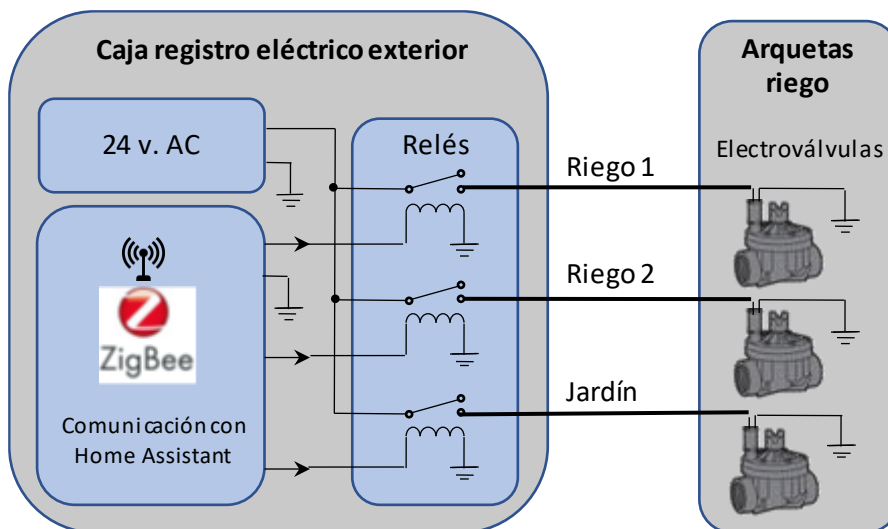 Caja registro eléctrico exterior
24 v. AC
Relés
ZigBee
Comunicación con
Home Assistant
Riego 1
Riego 2
Jardín
Arquetas
riego
Electroválvulas